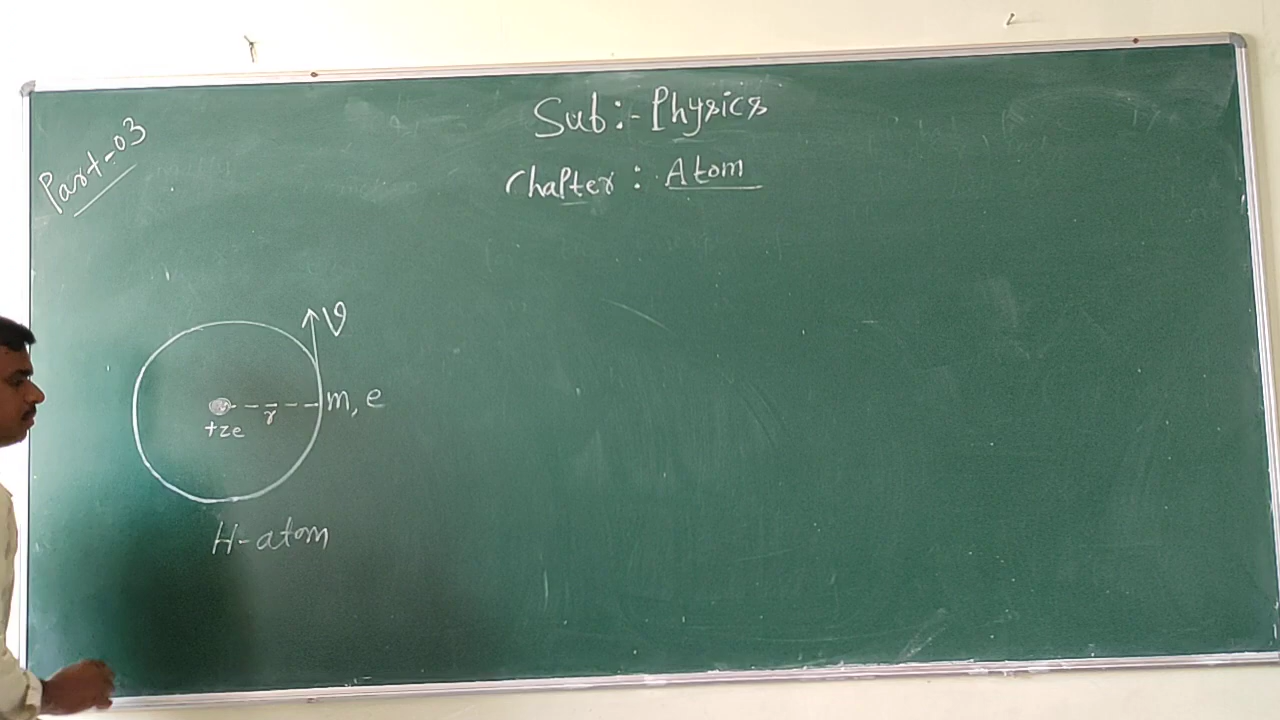 Part-03
Sub:- Physics
Chapter : Atom
V
m, e
r
+ze
H-atom